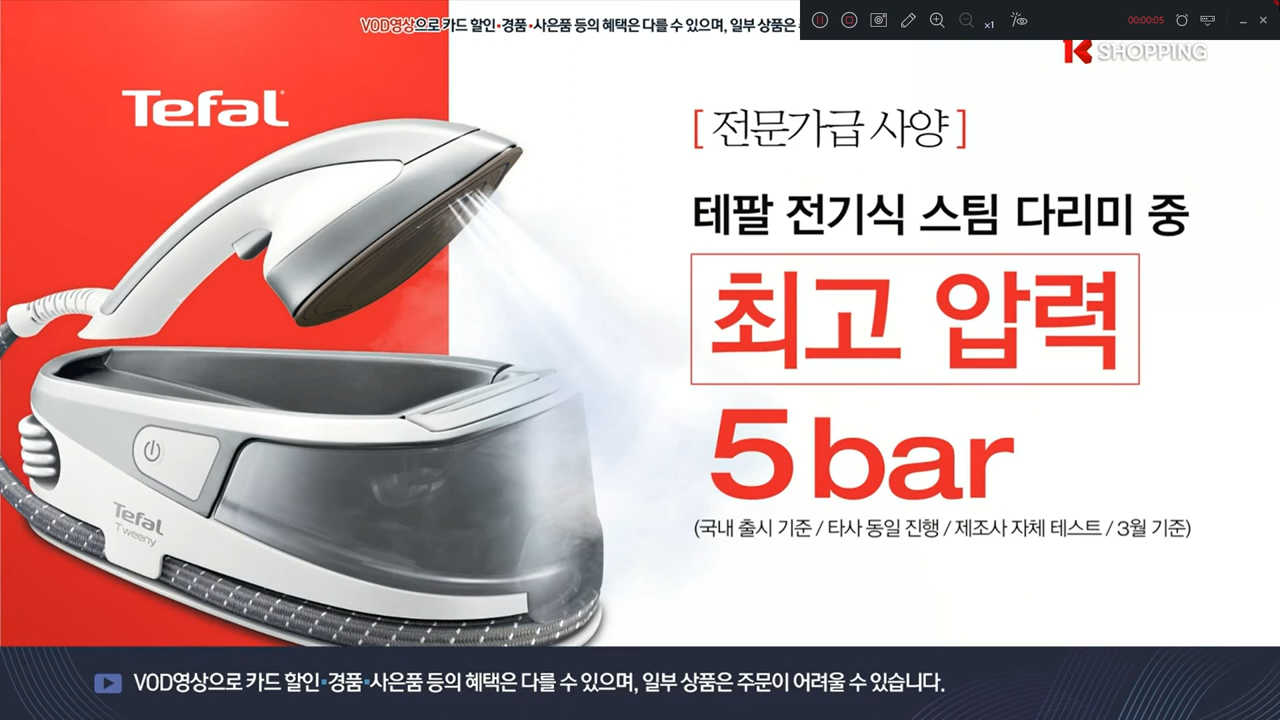 VOD영상으로 카드 할인•경품•사은품 등의 혜택은 다를 수 있으며, 일부 상품은
x1
00:00:05
K SHOPPING
Tefal
[ 전문가급 사양 ]
테팔 전기식 스팀 다리미 중
최고 압력
5 bar
(국내 출시 기준 / 타사 동일 진행 / 제조사 자체 테스트 / 3월 기준)
Tefal
Tweeny
VOD영상으로 카드 할인•경품•사은품 등의 혜택은 다를 수 있으며, 일부 상품은 주문이 어려울 수 있습니다.